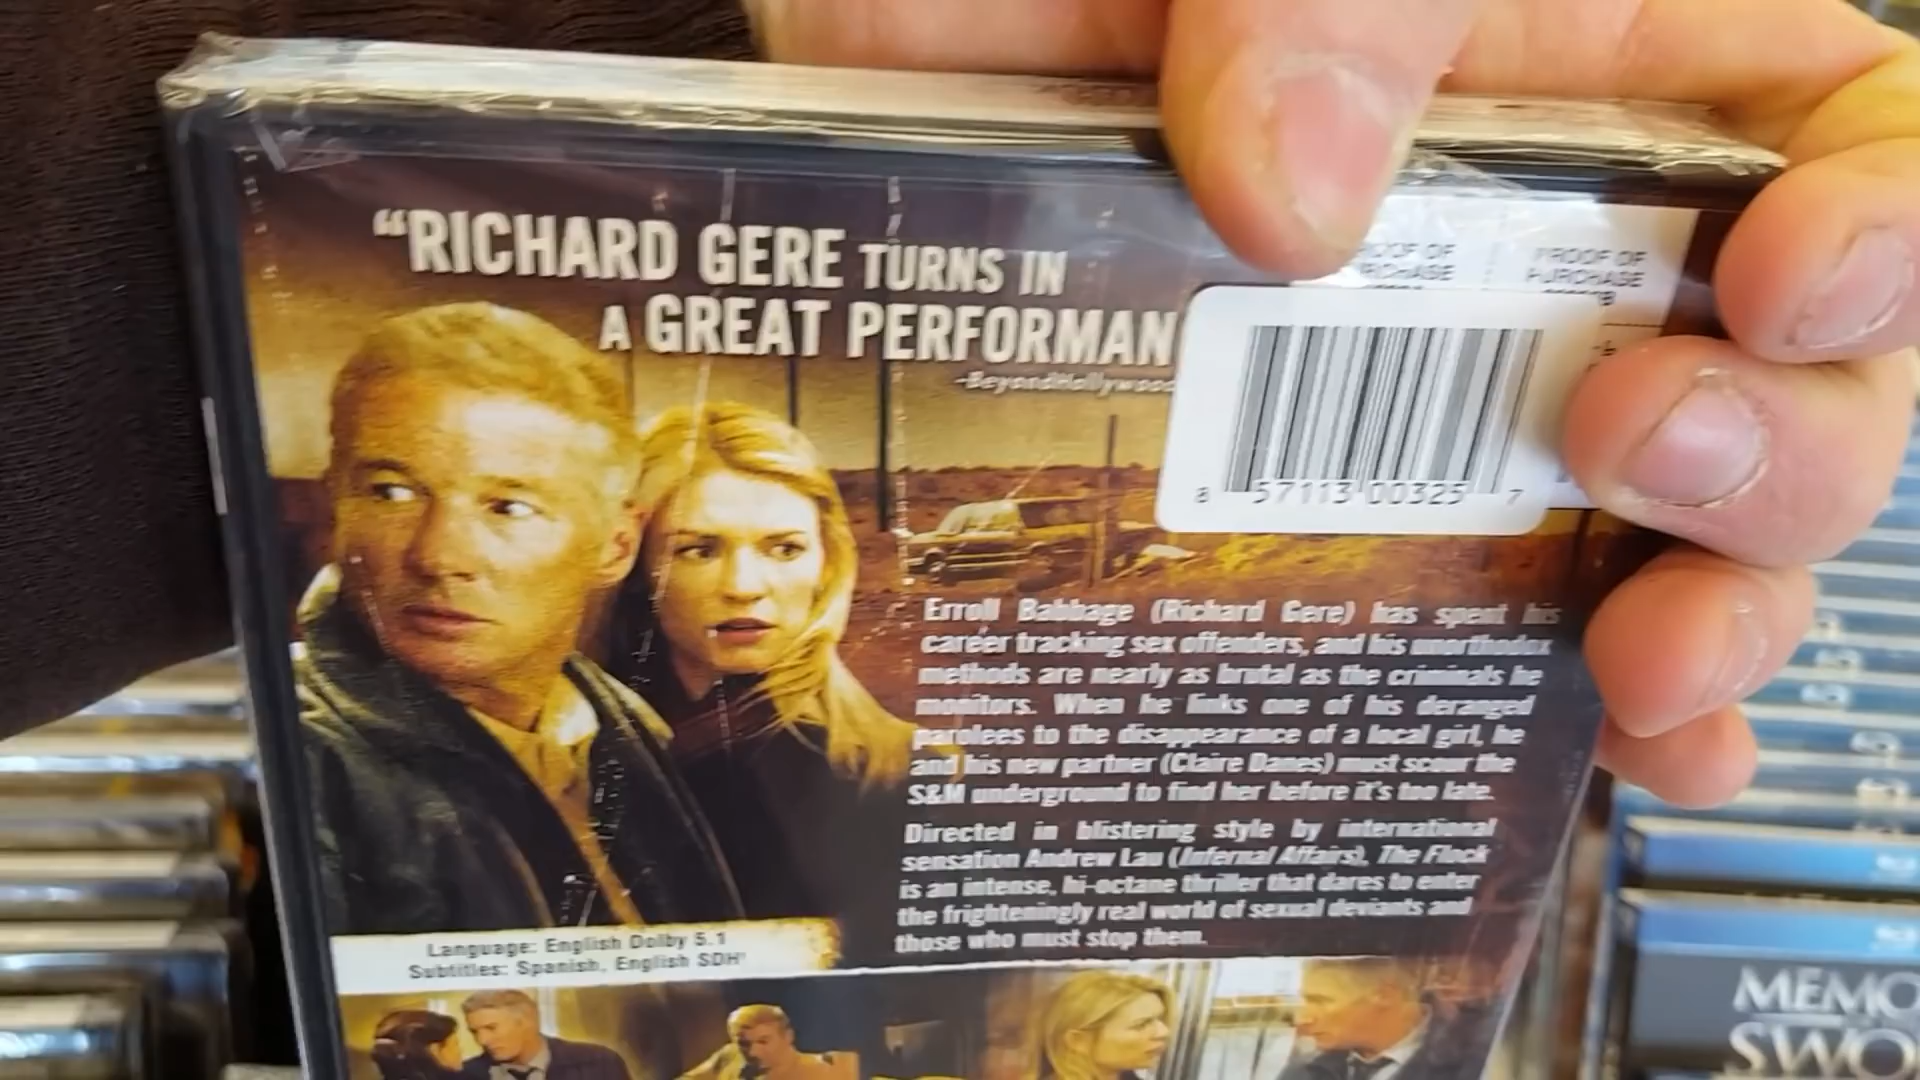 “RICHARD GERE TURNS IN
A GREAT PERFORMAN
-BeyondHollywood
OOF OF
RCHASE
PROOF OF
PURCHASE
8 57113 00325 7
Erroll Babbage (Richard Gere) has spent his
career tracking sex offenders, and his unorthodox
methods are nearly as brutal as the criminals he
monitors. When he links one of his deranged
parolees to the disappearance of a local girl, he
and his new partner (Claire Danes) must scour the
S&M underground to find her before it's too late.
Directed in blistering style by international
sensation Andrew Lau (Infernal Affairs), The Flock
is an intense, hi-octane thriller that dares to enter
the frighteningly real world of sexual deviants and
those who must stop them.
Language: English Dolby 5.1
Subtitles: Spanish, English SDH
MEMO
SWO